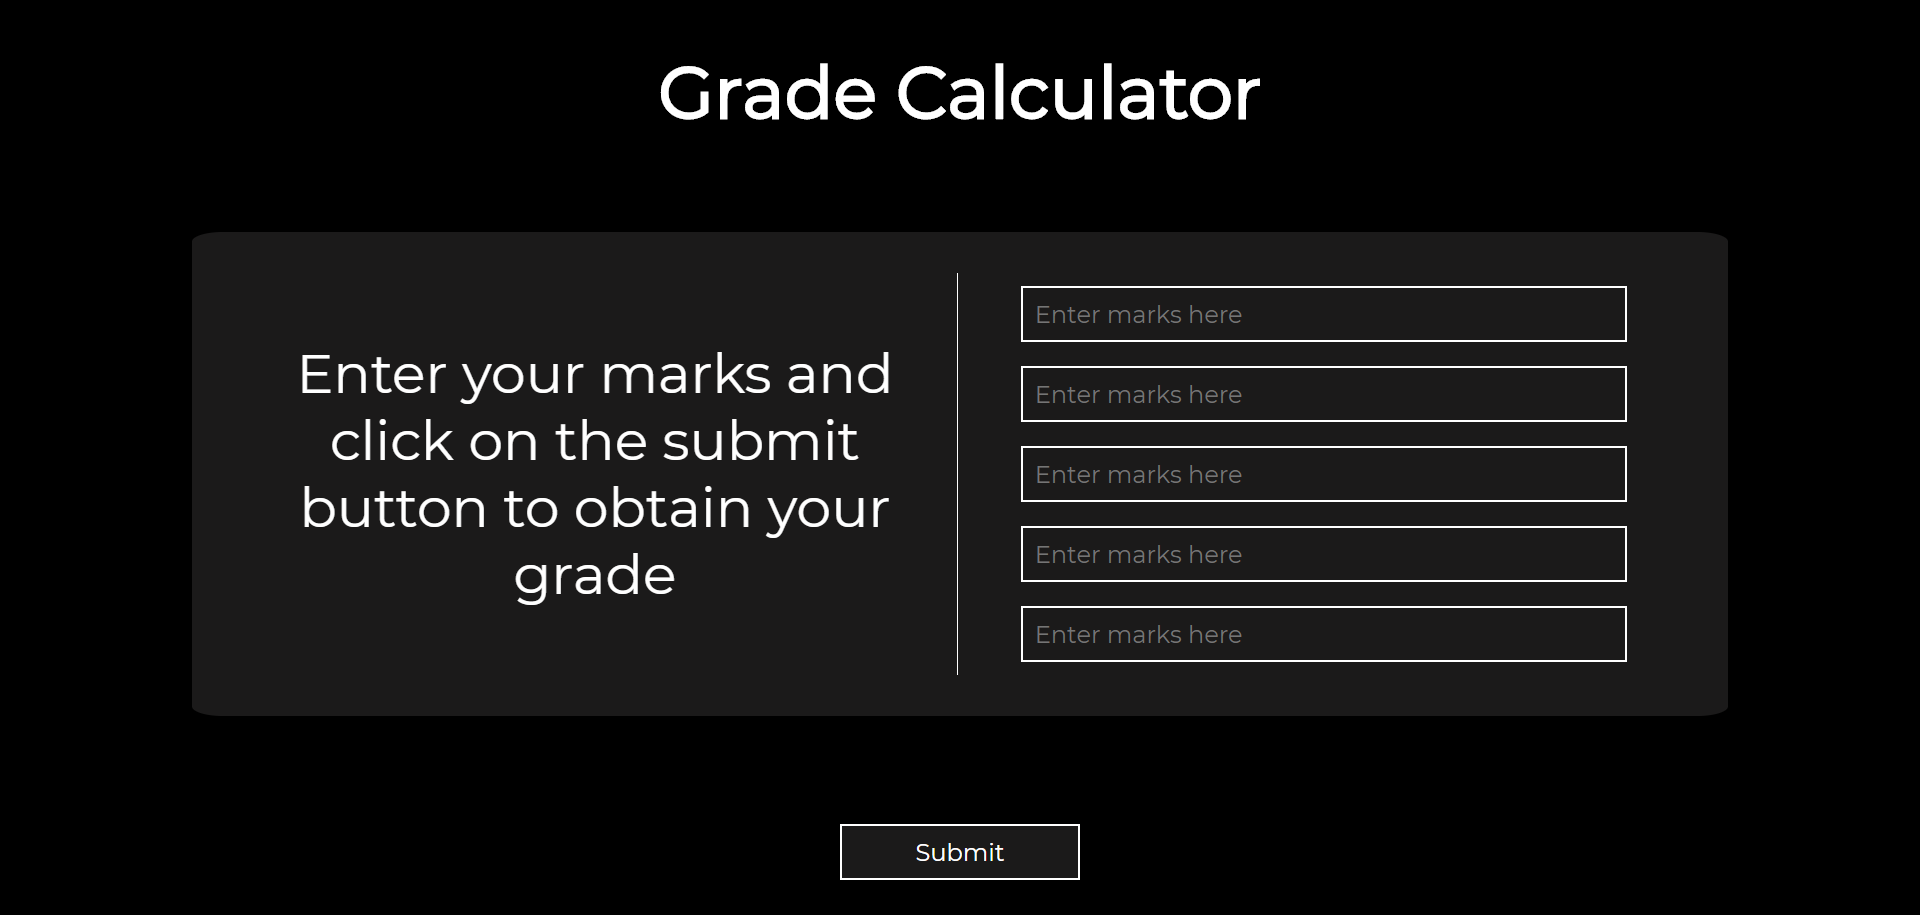 Grade Calculator
Enter your marks and
click on the submit
button to obtain your
grade
Enter marks here
Enter marks here
Enter marks here
Enter marks here
Enter marks here
Submit